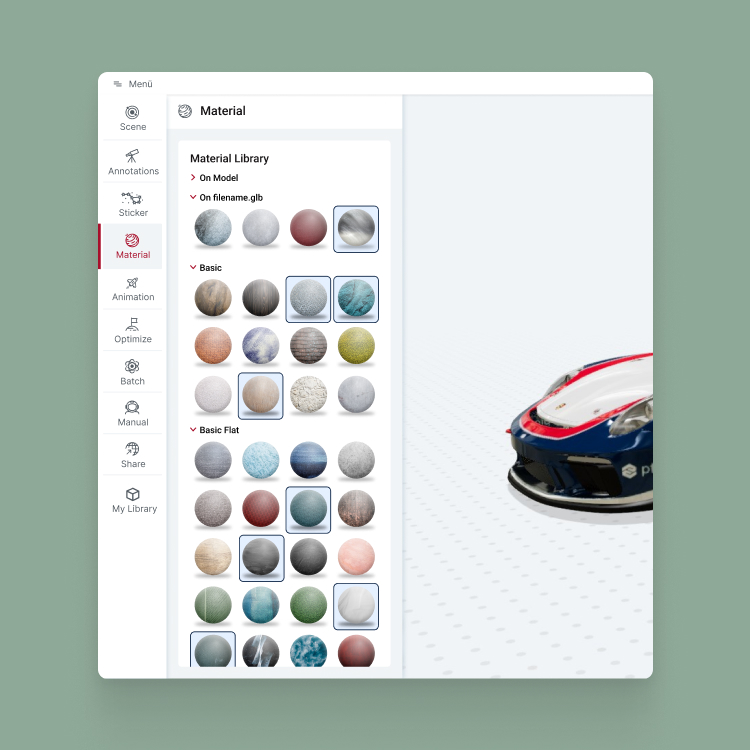 Menü
Scene
Annotations
Sticker
Material
Animation
Optimize
Batch
Manual
Share
My Library
Material
Material Library
On Model
On filename.glb
Basic
Basic Flat